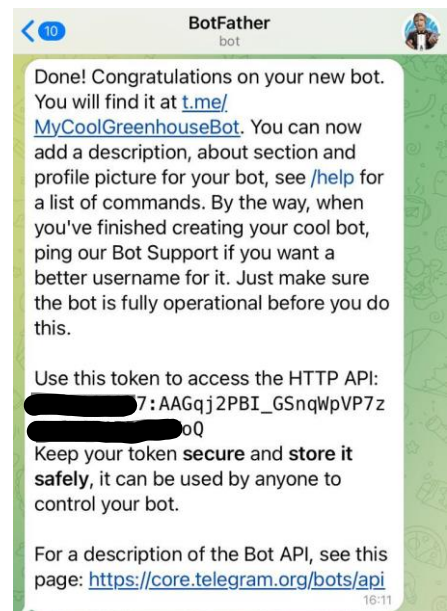 10
BotFather
bot
Done! Congratulations on your new bot.
You will find it at t.me/
MyCoolGreenhouseBot. You can now
add a description, about section and
profile picture for your bot, see /help for
a list of commands. By the way, when
you've finished creating your cool bot,
ping our Bot Support if you want a
better username for it. Just make sure
the bot is fully operational before you do
this.
Use this token to access the HTTP API:
7:AAGqj2PBI_GSnqWpVP7z
oQ
Keep your token secure and store it
safely, it can be used by anyone to
control your bot.
For a description of the Bot API, see this
page: https://core.telegram.org/bots/api
16:11